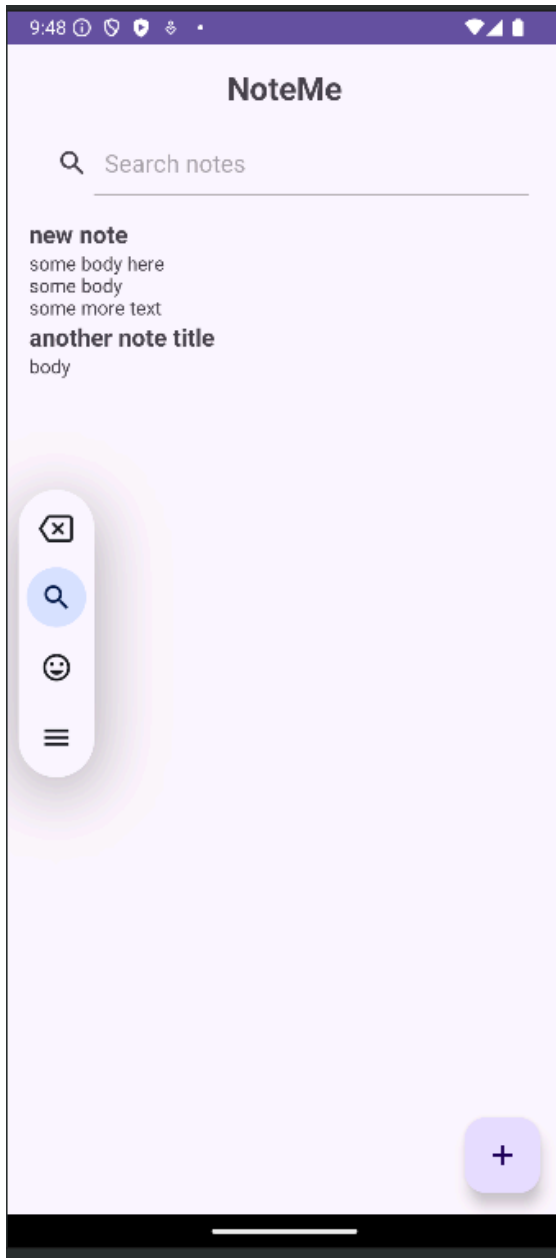 9:48
NoteMe
Search notes
new note
some body here
some body
some more text
another note title
body